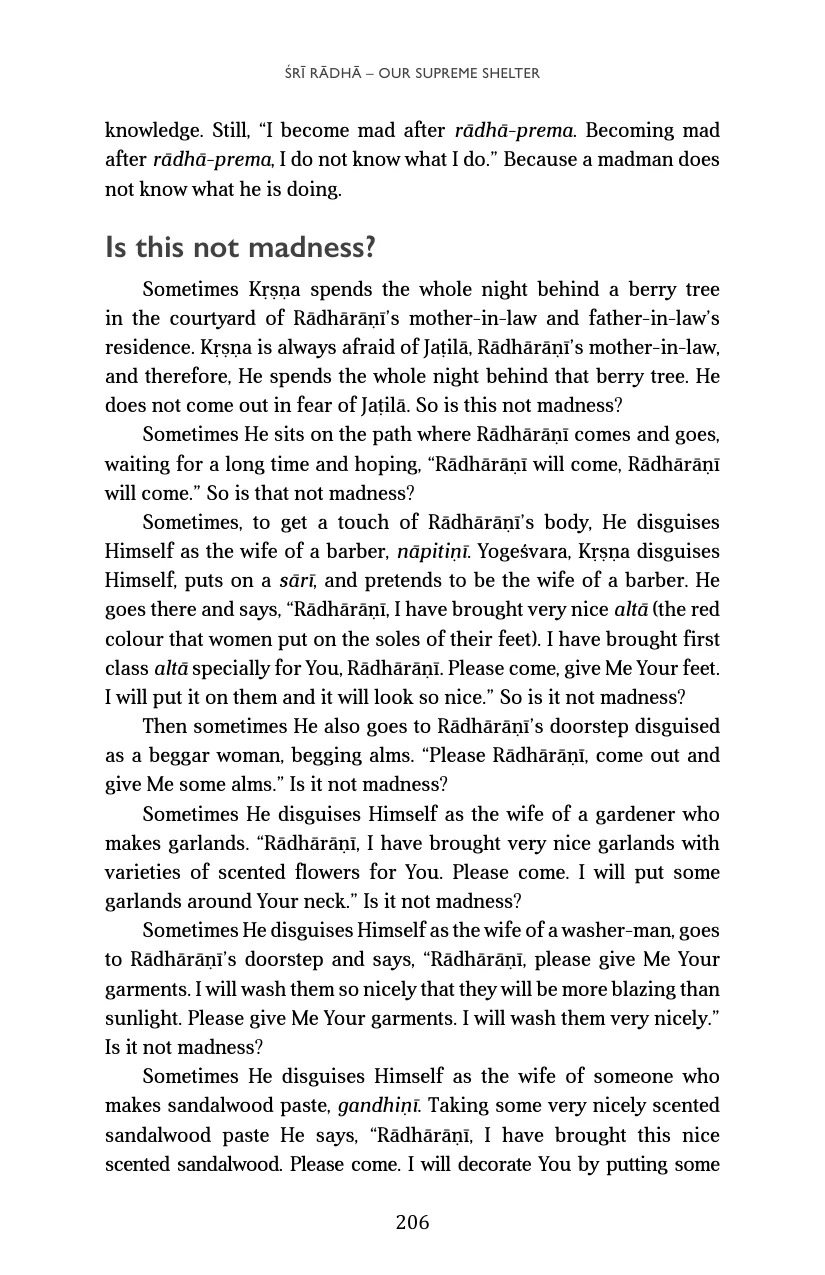 ŚRĪ RĀDHĀ – OUR SUPREME SHELTER
knowledge. Still, “I become mad after rādhā-prema. Becoming mad
after rādhā-prema, I do not know what I do.” Because a madman does
not know what he is doing.
Is this not madness?
Sometimes Kṛṣṇa spends the whole night behind a berry tree
in the courtyard of Rādhārāṇī’s mother-in-law and father-in-law’s
residence. Kṛṣṇa is always afraid of Jaṭilā, Rādhārāṇī’s mother-in-law,
and therefore, He spends the whole night behind that berry tree. He
does not come out in fear of Jaṭilā. So is this not madness?
Sometimes He sits on the path where Rādhārāṇī comes and goes,
waiting for a long time and hoping, “Rādhārāṇī will come, Rādhārāṇī
will come.” So is that not madness?
Sometimes, to get a touch of Rādhārāṇī’s body, He disguises
Himself as the wife of a barber, nāpitiṇī. Yogeśvara, Kṛṣṇa disguises
Himself, puts on a sārī, and pretends to be the wife of a barber. He
goes there and says, “Rādhārāṇī, I have brought very nice altā (the red
colour that women put on the soles of their feet). I have brought first
class altā specially for You, Rādhārāṇī. Please come, give Me Your feet.
I will put it on them and it will look so nice.” So is it not madness?
Then sometimes He also goes to Rādhārāṇī’s doorstep disguised
as a beggar woman, begging alms. “Please Rādhārāṇī, come out and
give Me some alms.” Is it not madness?
Sometimes He disguises Himself as the wife of a gardener who
makes garlands. “Rādhārāṇī, I have brought very nice garlands with
varieties of scented flowers for You. Please come. I will put some
garlands around Your neck.” Is it not madness?
Sometimes He disguises Himself as the wife of a washer-man, goes
to Rādhārāṇī’s doorstep and says, “Rādhārāṇī, please give Me Your
garments. I will wash them so nicely that they will be more blazing than
sunlight. Please give Me Your garments. I will wash them very nicely.”
Is it not madness?
Sometimes He disguises Himself as the wife of someone who
makes sandalwood paste, gandhiṇī. Taking some very nicely scented
sandalwood paste He says, “Rādhārāṇī, I have brought this nice
scented sandalwood. Please come. I will decorate You by putting some
206